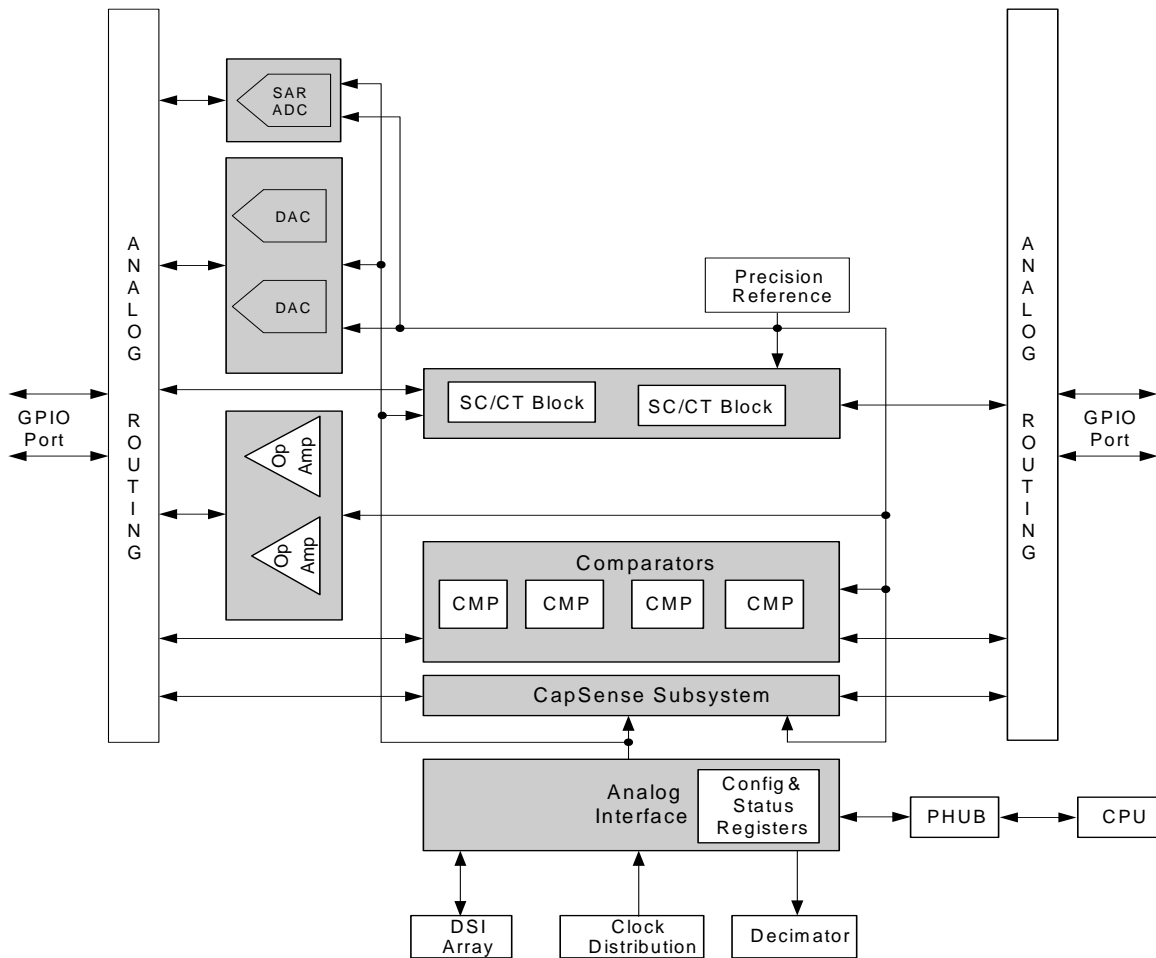 SAR
ADC
DAC
DAC
ANALOG ROUTING
GPIO
Port
Op
Amp
Op
Amp
Precision
Reference
SC/CT Block
SC/CT Block
Comparators
CMP
CMP
CMP
CMP
CapSense Subsystem
Analog
Interface
Config &
Status
Registers
PHUB
CPU
DSI
Array
Clock
Distribution
Decimator
ANALOG ROUTING
GPIO
Port